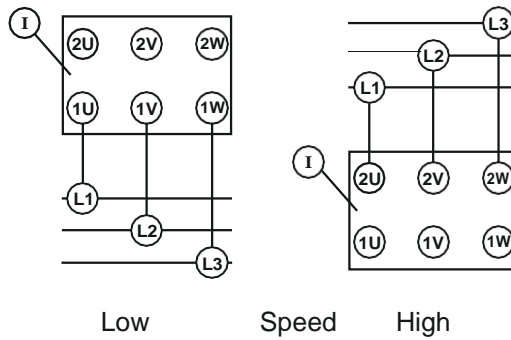 I
2U 2V 2W
1U 1V 1W
L1
L2
L3
L3
L2
L1
I
2U 2V 2W
1U 1V 1W
Low Speed High